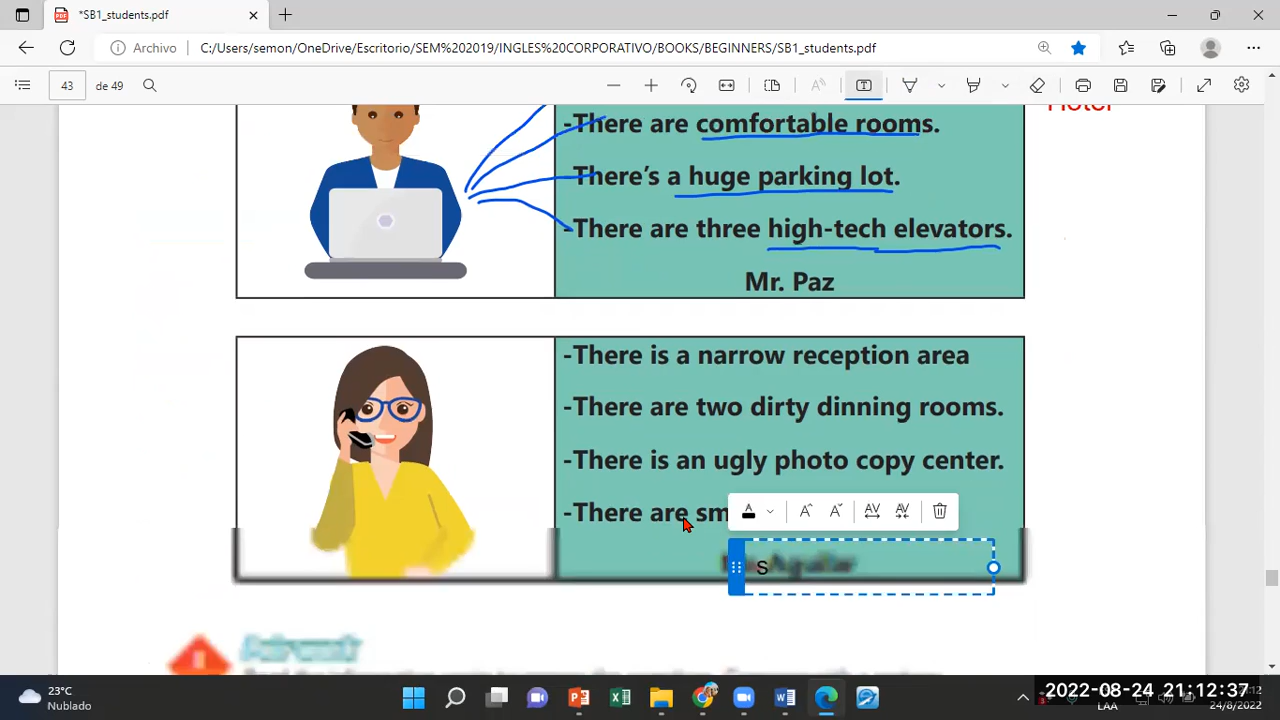 *SB1_students.pdf
Archivo
C:/Users/semon/OneDrive/Escritorio/SEM%202019/INGLES%20CORPORATIVO/BOOKS/BEGINNERS/SB1_students.pdf
43 de 49
Hotel
-There are comfortable rooms.
There's a huge parking lot.
-There are three high-tech elevators.
Mr. Paz
-There is a narrow reception area
-There are two dirty dinning rooms.
-There is an ugly photo copy center.
-There are sm
s
23°C
Nublado
LAA
2022-08-24 21:12:37
24/8/2022